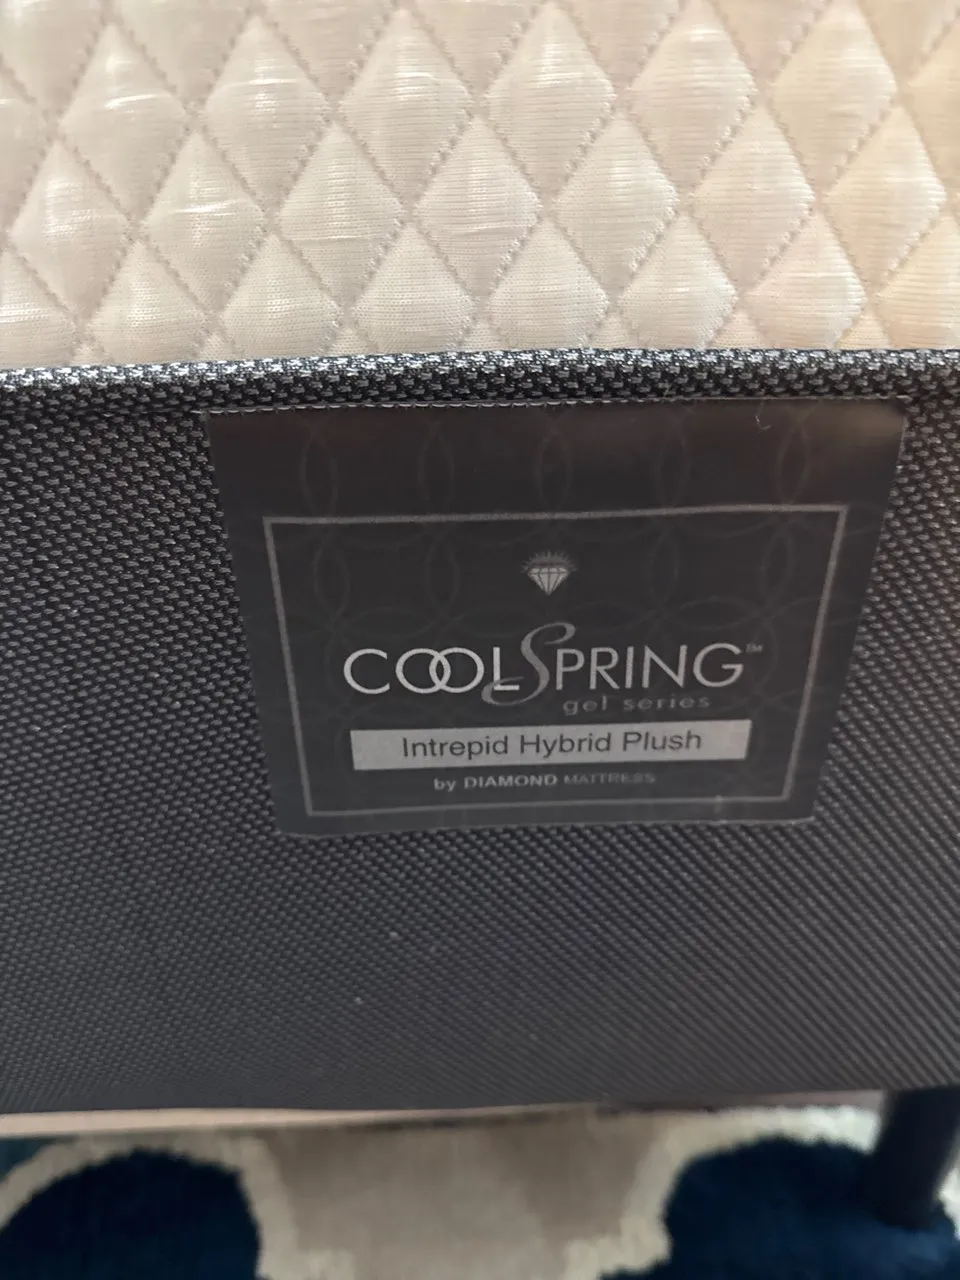 COOLSPRING™
gel series
Intrepid Hybrid Plush
by DIAMOND MATTRESS